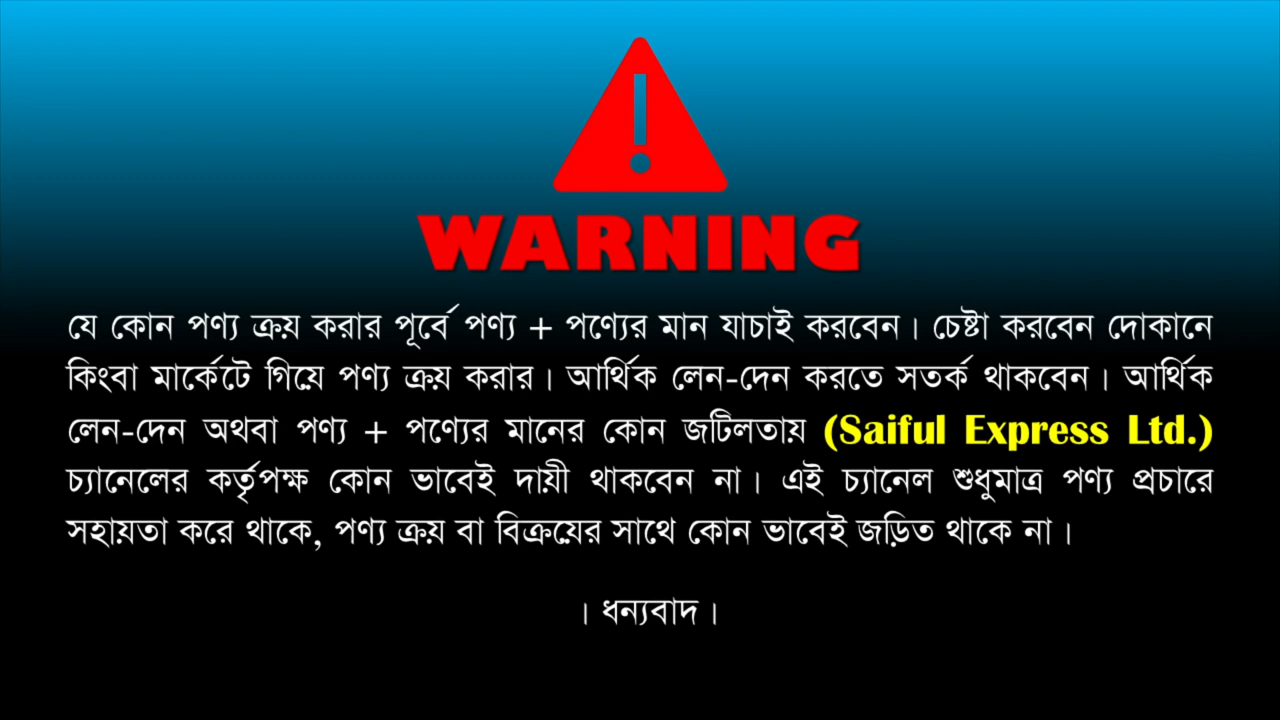 WARNING
যে কোন পণ্য ক্রয় করার পূর্বে পণ্য + পণ্যের মান যাচাই করবেন। চেষ্টা করবেন দোকানে
কিংবা মার্কেটে গিয়ে পণ্য ক্রয় করার। আর্থিক লেন-দেন করতে সতর্ক থাকবেন। আর্থিক
লেন-দেন অথবা পণ্য + পণ্যের মানের কোন জটিলতায় (Saiful Express Ltd.)
চ্যানেলের কর্তৃপক্ষ কোন ভাবেই দায়ী থাকবেন না। এই চ্যানেল শুধুমাত্র পণ্য প্রচারে
সহায়তা করে থাকে, পণ্য ক্রয় বা বিক্রয়ের সাথে কোন ভাবেই জড়িত থাকে না।
। ধন্যবাদ।